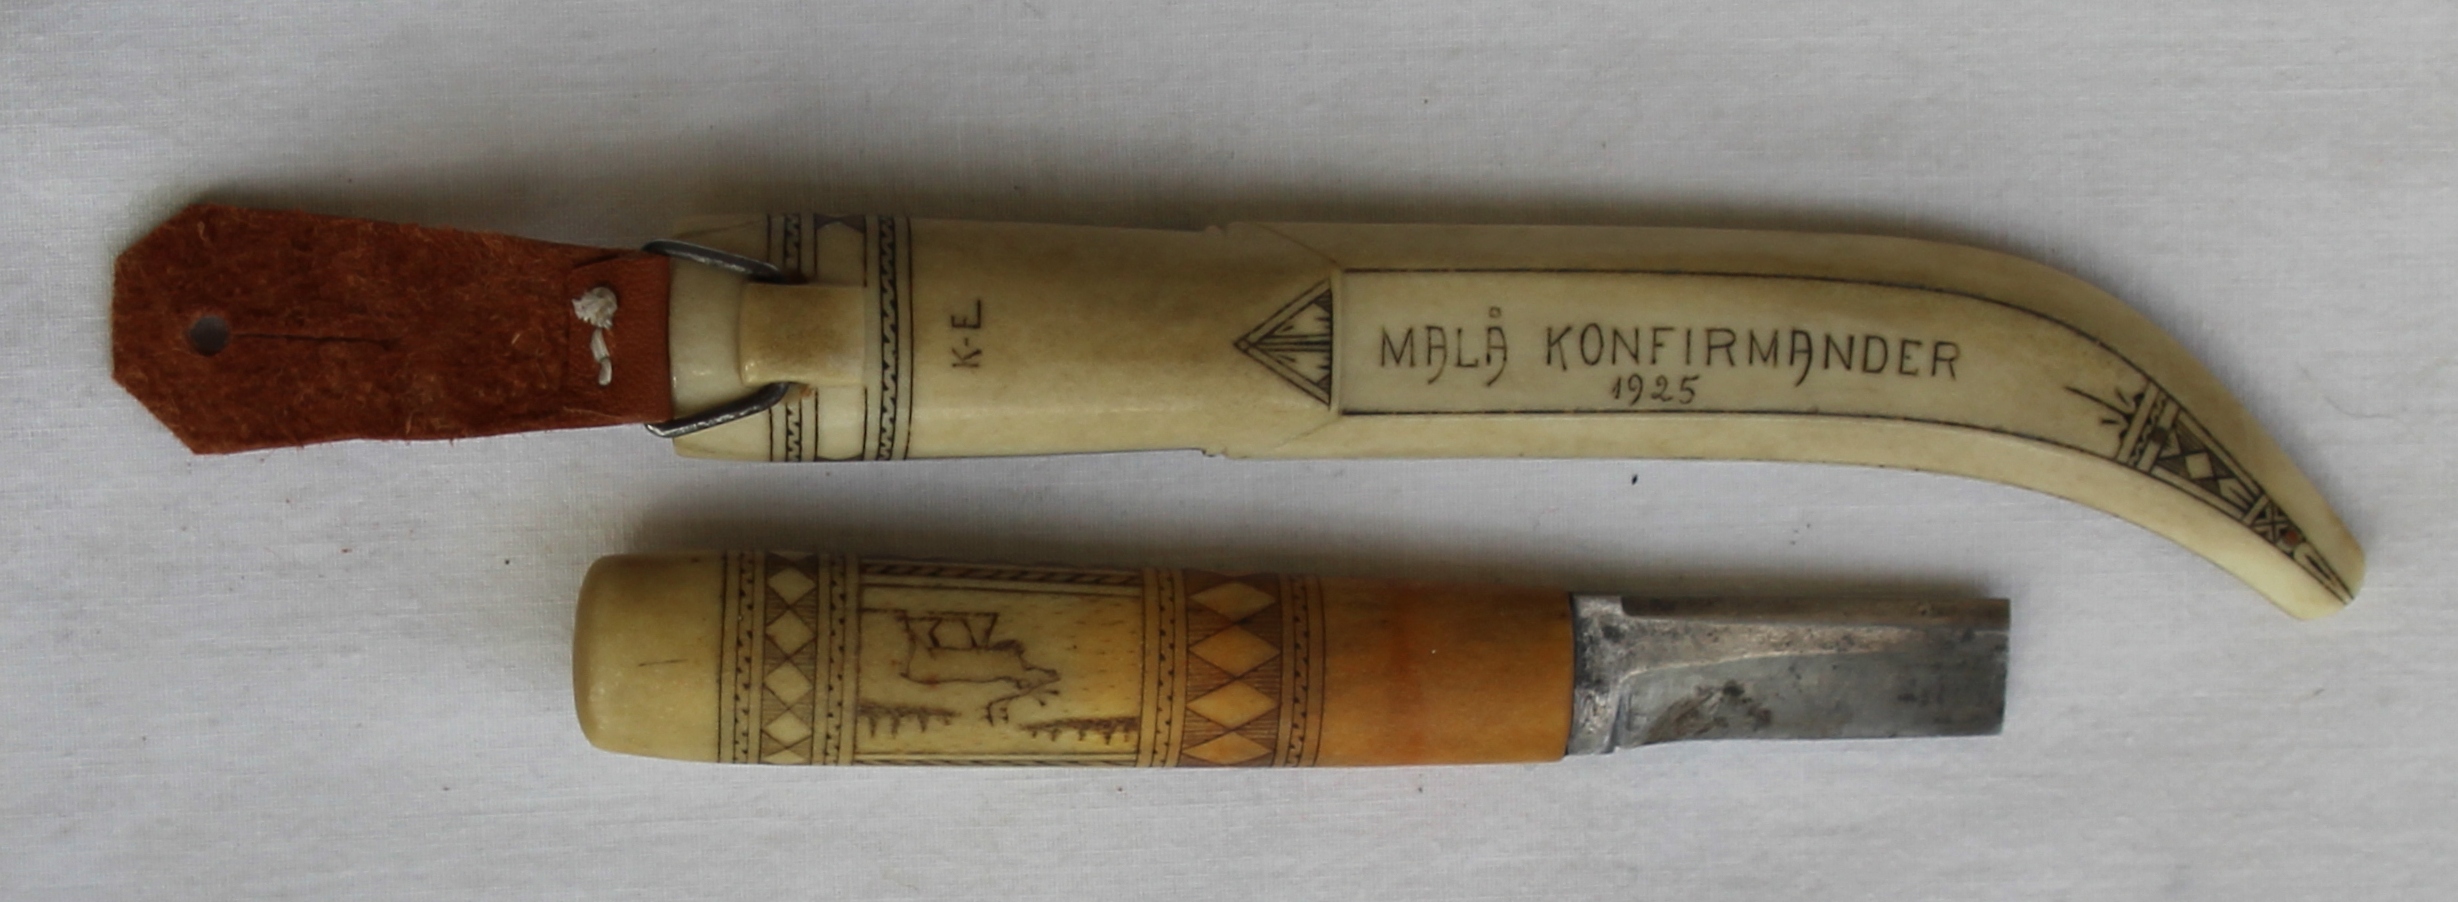 K-E
MALÅ KONFIRMANDER
1925